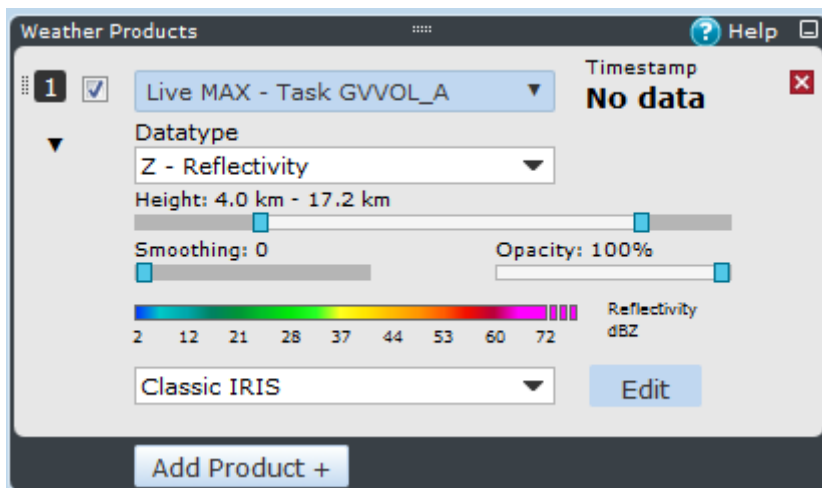 Weather Products
? Help
1
Live MAX - Task GVVOL_A
Timestamp
No data
Datatype
Z - Reflectivity
Height: 4.0 km - 17.2 km
Smoothing: 0
Opacity: 100%
2 12 21 28 37 44 53 60 72
Reflectivity
dBZ
Classic IRIS
Edit
Add Product +